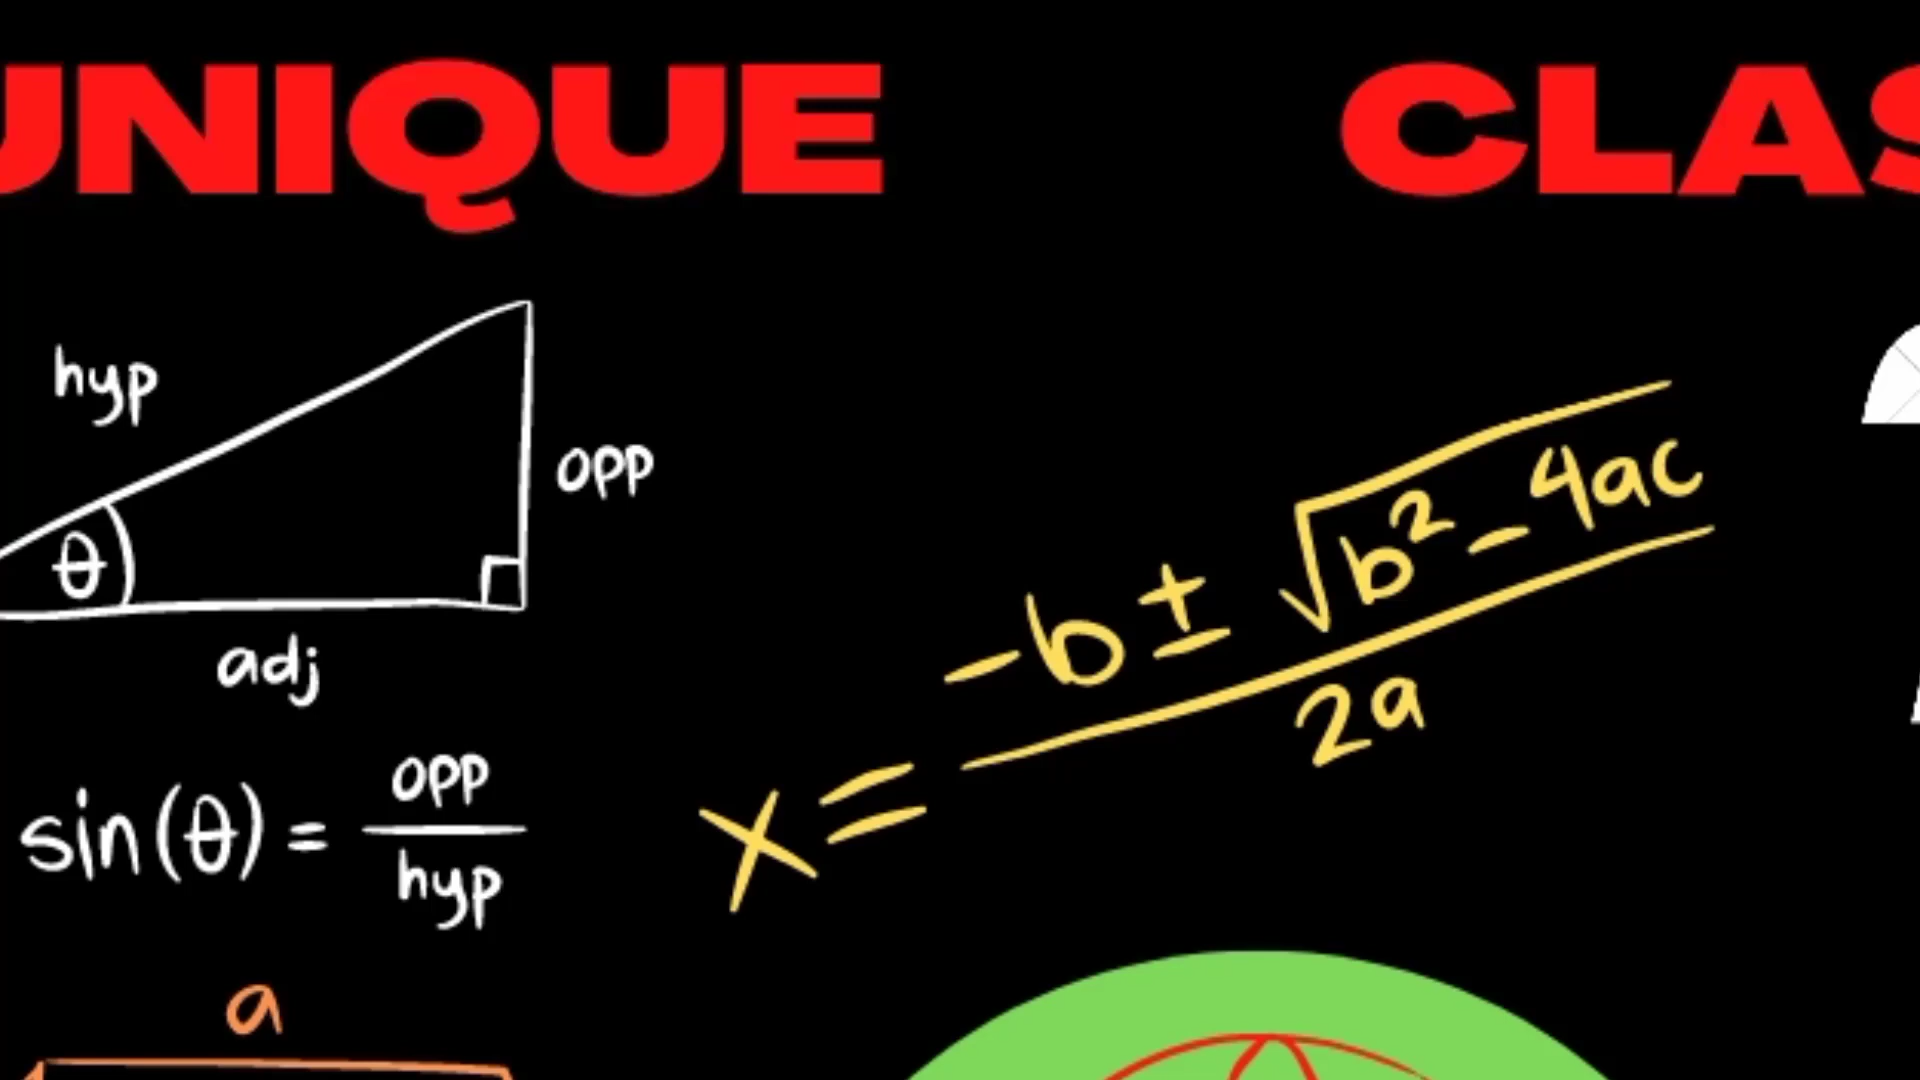 UNIQUE CLAS
hyp
opp
θ
adj
sin(θ) = opp/hyp
x = -b ± √b² - 4ac / 2a
a